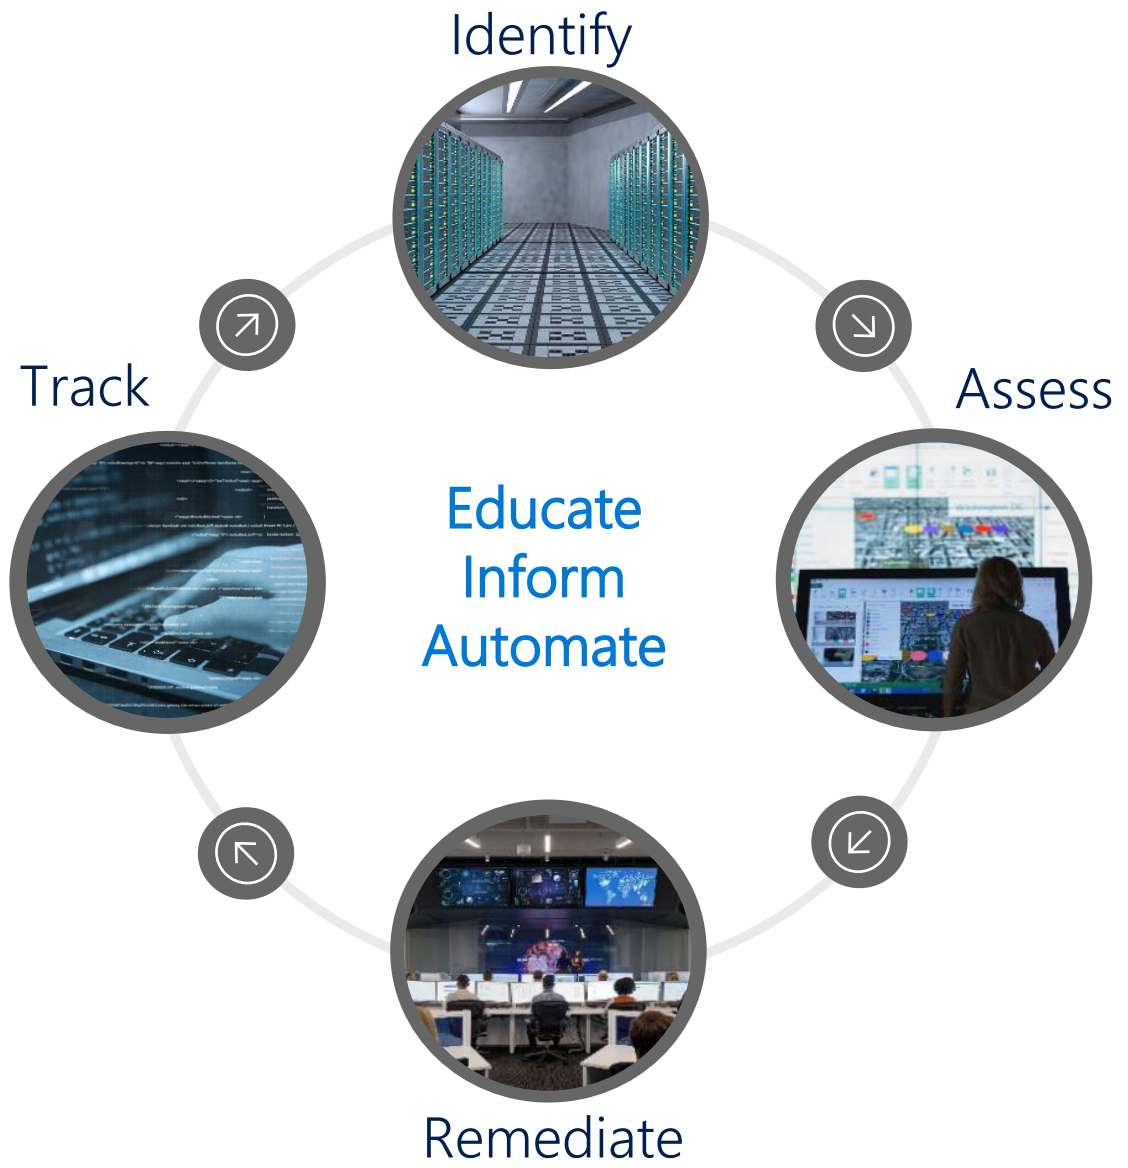 Identify
Track
Assess
Educate
Inform
Automate
Remediate